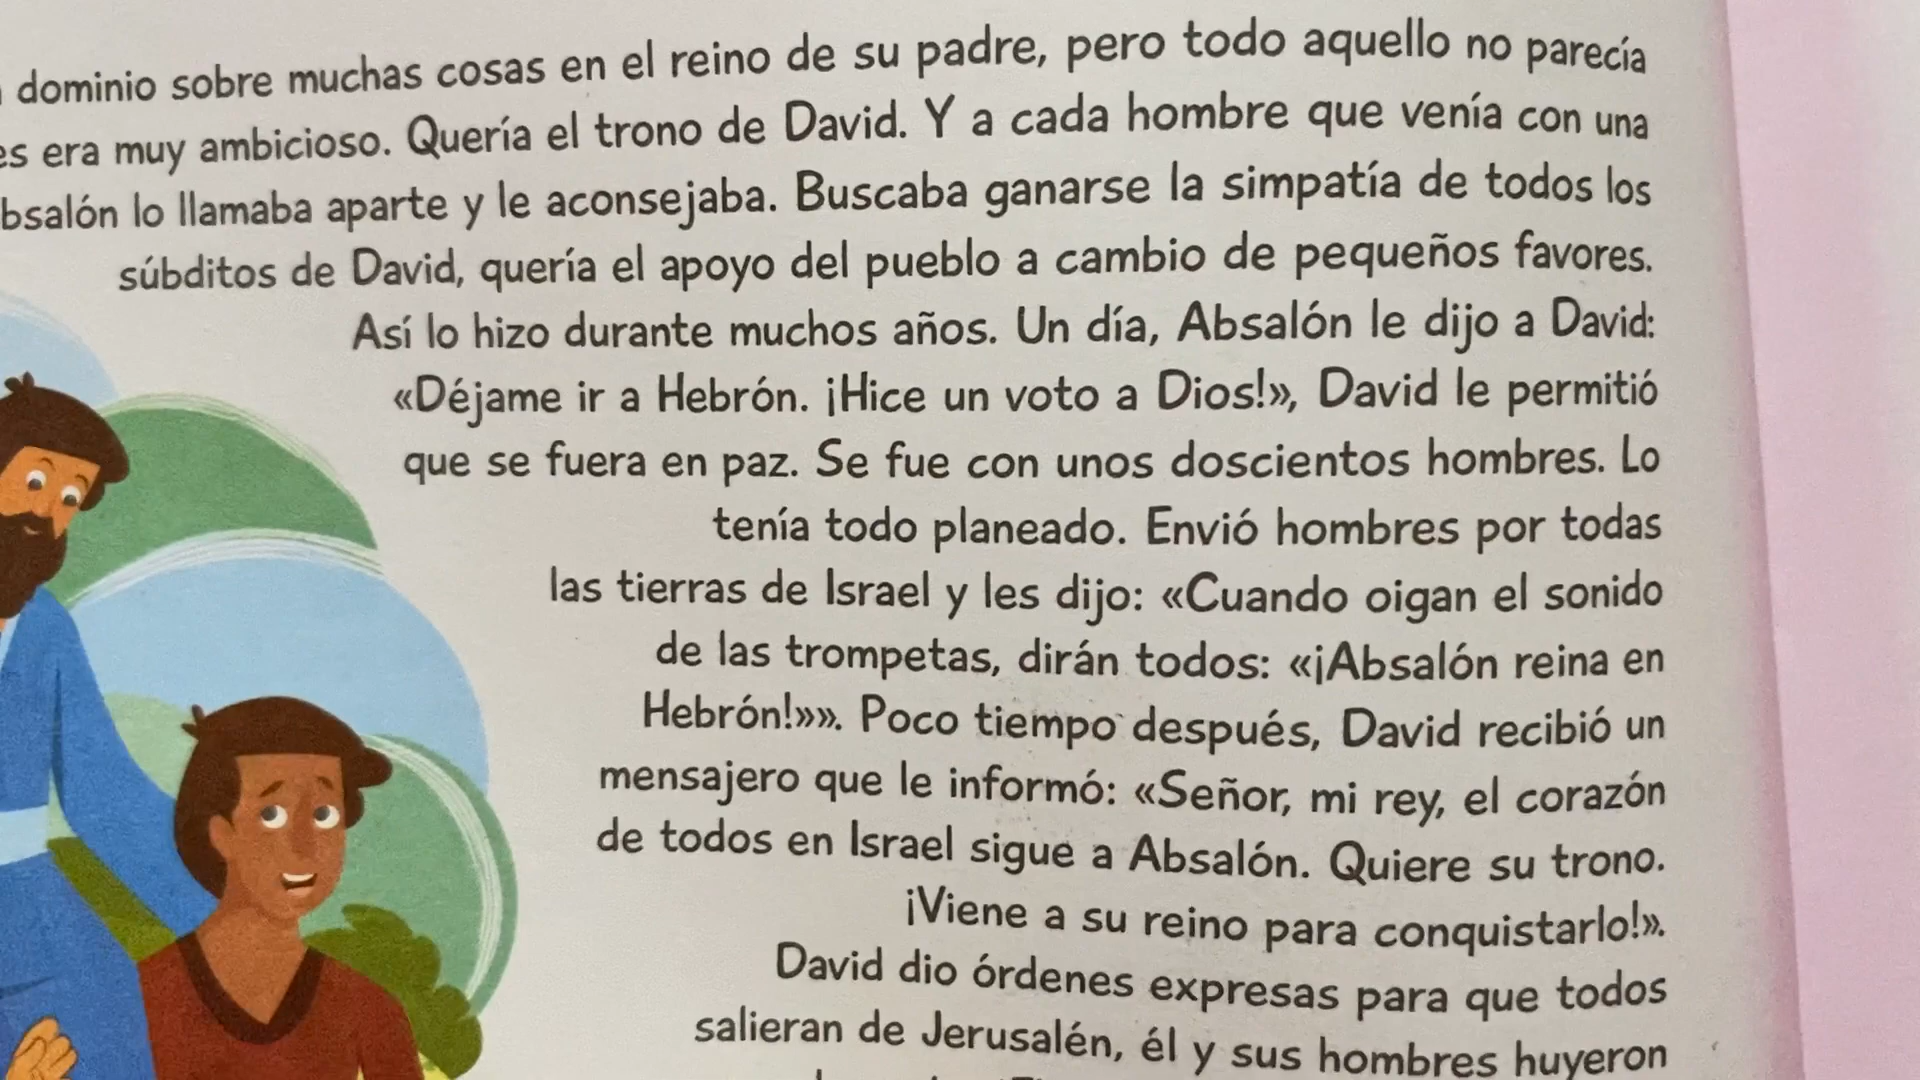 dominio sobre muchas cosas en el reino de su padre, pero todo aquello no parecía
era muy ambicioso. Quería el trono de David. Y a cada hombre que venía con una
lo llamaba aparte y le aconsejaba. Buscaba ganarse la simpatía de todos los
súbditos de David, quería el apoyo del pueblo a cambio de pequeños favores.
Así lo hizo durante muchos años. Un día, Absalón le dijo a David:
«Déjame ir a Hebrón. ¡Hice un voto a Dios!», David le permitió
que se fuera en paz. Se fue con unos doscientos hombres. Lo
tenía todo planeado. Envió hombres por todas
las tierras de Israel y les dijo: «Cuando oigan el sonido
de las trompetas, dirán todos: «¡Absalón reina en
Hebrón!»». Poco tiempo después, David recibió un
mensajero que le informó: «Señor, mi rey, el corazón
de todos en Israel sigue a Absalón. Quiere su trono.
¡Viene a su reino para conquistarlo!».
David dio órdenes expresas para que todos
salieran de Jerusalén, él y sus hombres huyeron